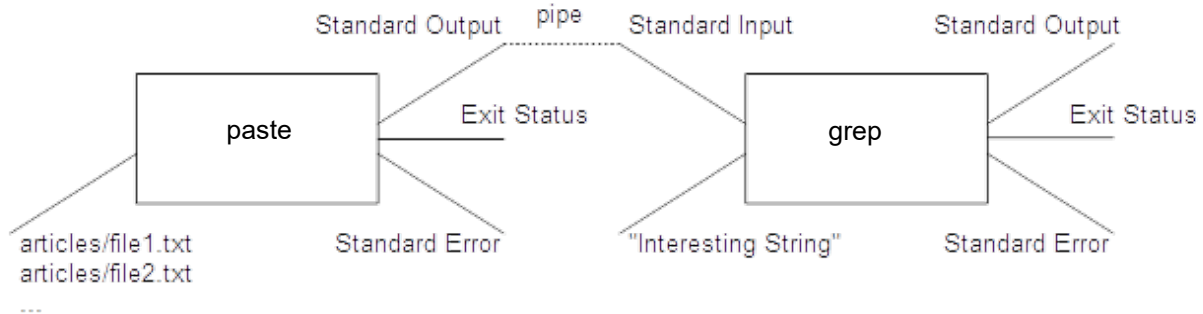 Standard Output pipe Standard Input Standard Output
paste Exit Status grep Exit Status
articles/file1.txt Standard Error "Interesting String" Standard Error
articles/file2.txt
...